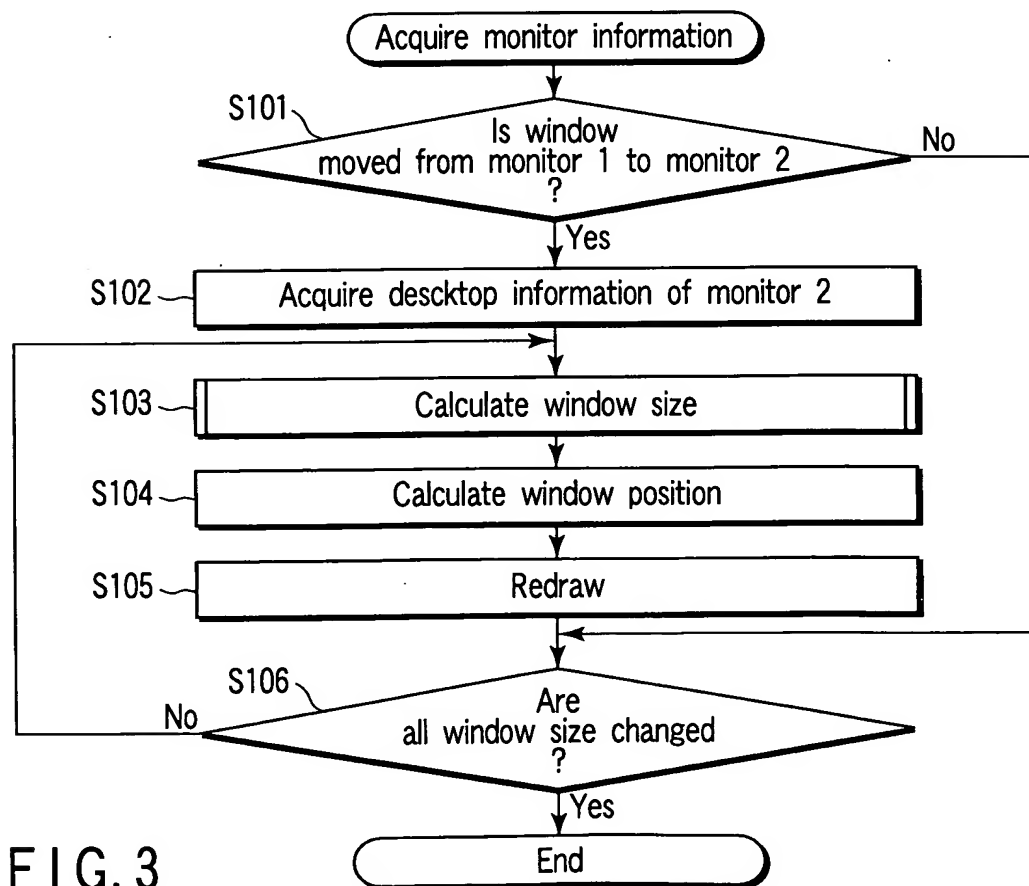 Acquire monitor information
S101
Is window
moved from monitor 1 to monitor 2
?
No
Yes
S102
Acquire descktop information of monitor 2
S103
Calculate window size
S104
Calculate window position
S105
Redraw
S106
Are
all window size changed
?
No
Yes
End
FIG. 3